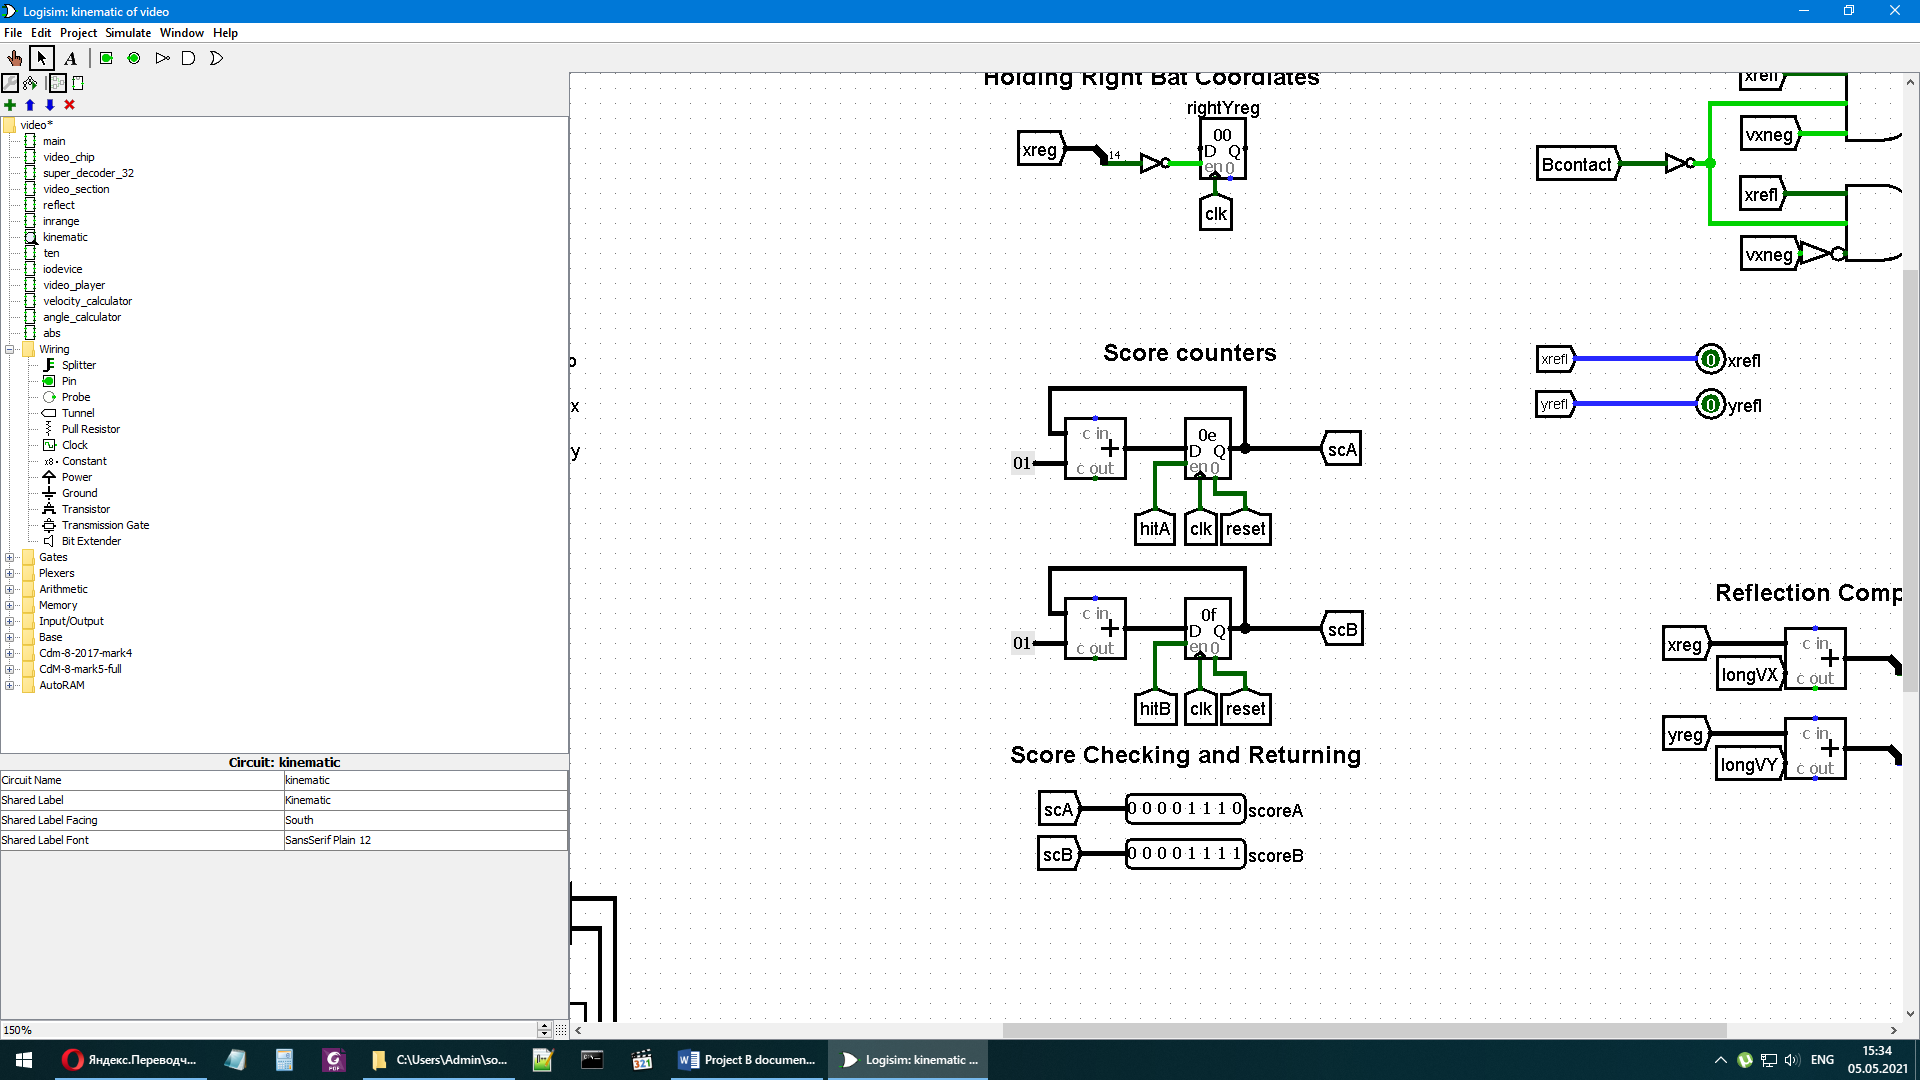 Logisim: kinematic of video
File Edit Project Simulate Window Help
A
video*
main
video_chip
super_decoder_32
video_section
reflect
inrange
kinematic
ten
iodevice
video_player
velocity_calculator
angle_calculator
abs
Wiring
Splitter
Pin
Probe
Tunnel
Pull Resistor
Clock
x8 Constant
Power
Ground
Transistor
Transmission Gate
Bit Extender
Gates
Plexers
Arithmetic
Memory
Input/Output
Base
Cdm-8-2017-mark4
CdM-8-mark5-full
AutoRAM
Circuit: kinematic
Circuit Name kinematic
Shared Label Kinematic
Shared Label Facing South
Shared Label Font SansSerif Plain 12
150%
Holding Right Bat Coordiates
rightYreg
xreg 14 00
D Q
en 0
clk
xrefl
vxneg
Bcontact
xrefl
vxneg
x
y
Score counters
c in
c out
01
0e
D Q
en 0
scA
hitA clk reset
c in
c out
01
0f
D Q
en 0
scB
hitB clk reset
Score Checking and Returning
scA 0 0 0 0 1 1 1 0 scoreA
scB 0 0 0 0 1 1 1 1 scoreB
xrefl 0 xrefl
yrefl 0 yrefl
Reflection Comp
xreg c in
longVX c out
yreg c in
longVY c out
Яндекс.Переводч...
PDF
C:\Users\Admin\so...
321
Project B documen...
Logisim: kinematic ...
ENG
15:34
05.05.2021